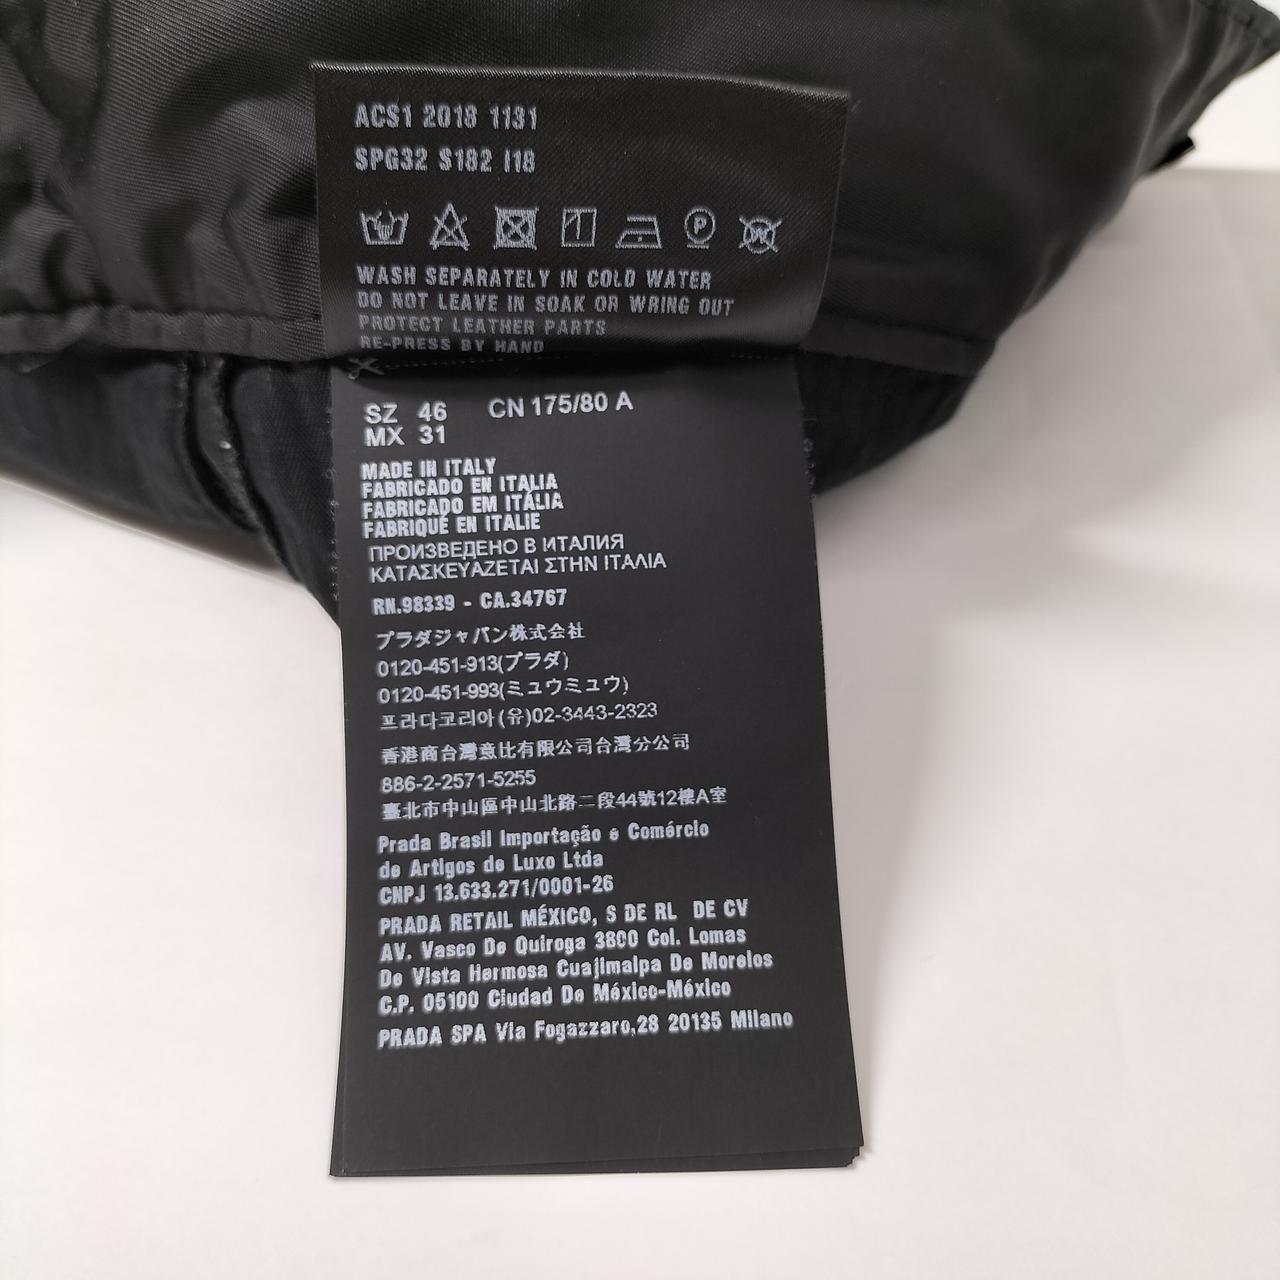 ACS1 2018 1131
SPG32 S182 I18
P
W
WASH SEPARATELY IN COLD WATER
DO NOT LEAVE IN SOAK OR WRING OUT
PROTECT LEATHER PARTS
RE-PRESS BY HAND
SZ 46 CN 175/80 A
MX 31
MADE IN ITALY
FABRICADO EN ITALIA
FABRICADO EM ITÁLIA
FABRIQUÉ EN ITALIE
ПРОИЗВЕДЕНО В ИТАЛИЯ
ΚΑΤΑΣΚΕΥΑΖΕΤΑΙ ΣΤΗΝ ΙΤΑΛΙΑ
RN.98339 - CA.34767
プラダジャパン株式会社
0120-451-913(プラダ)
0120-451-993(ミュウミュウ)
프라다코리아(유)02-3443-2323
香港商台灣意比有限公司台灣分公司
886-2-2571-5255
臺北市中山區中山北路二段44號12樓A室
Prada Brasil Importação e Comércio
de Artigos de Luxo Ltda
CNPJ 13.633.271/0001-26
PRADA RETAIL MÉXICO, S DE RL DE CV
AV. Vasco De Quiroga 3800 Col. Lomas
De Vista Hermosa Cuajimalpa De Morelos
C.P. 05100 Ciudad De México-México
PRADA SPA Via Fogazzaro,28 20135 Milano